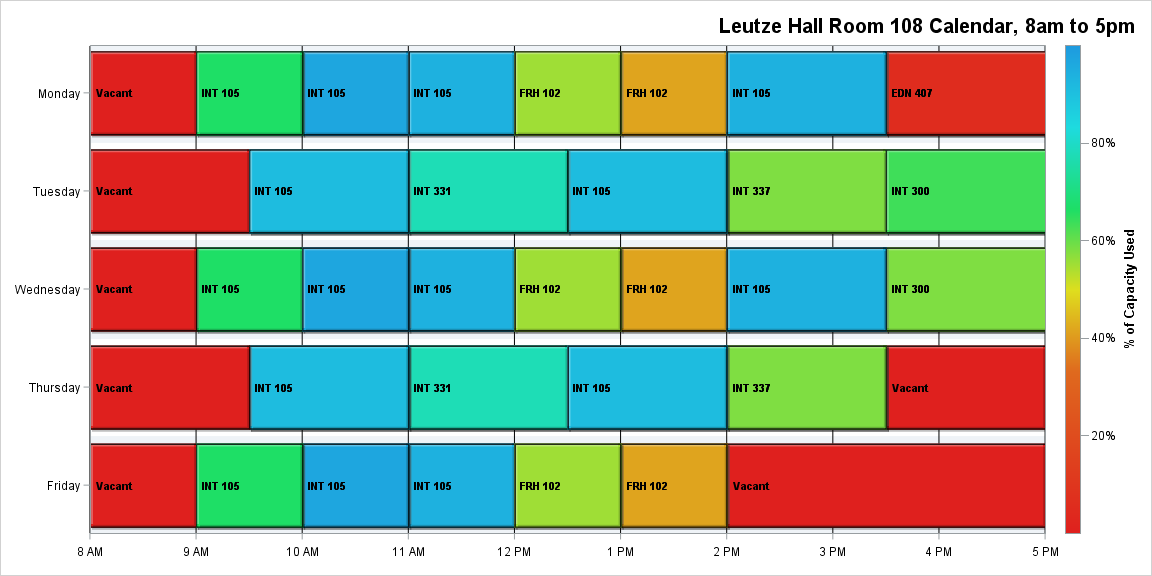 Leutze Hall Room 108 Calendar, 8am to 5pm
Monday
Vacant
INT 105
INT 105
INT 105
FRH 102
FRH 102
INT 105
EDN 407
Tuesday
Vacant
INT 105
INT 331
INT 105
INT 337
INT 300
Wednesday
Vacant
INT 105
INT 105
INT 105
FRH 102
FRH 102
INT 105
INT 300
Thursday
Vacant
INT 105
INT 331
INT 105
INT 337
Vacant
Friday
Vacant
INT 105
INT 105
INT 105
FRH 102
FRH 102
Vacant
8 AM
9 AM
10 AM
11 AM
12 PM
1 PM
2 PM
3 PM
4 PM
5 PM
80%
60%
40%
20%
% of Capacity Used